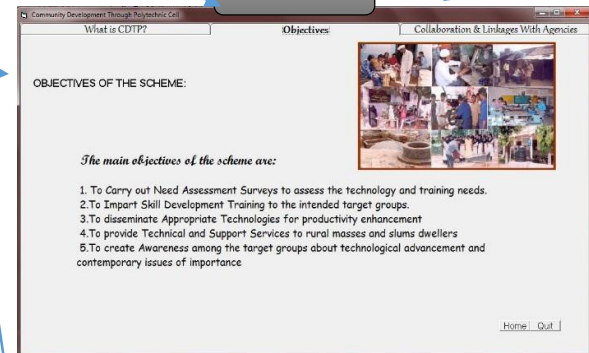 Community Development Through Polytechnic Cell
What is CDTP? Objectives Collaboration & Linkages With Agencies
OBJECTIVES OF THE SCHEME:
The main objectives of the scheme are:
1. To Carry out Need Assessment Surveys to assess the technology and training needs.
2.To Impart Skill Development Training to the intended target groups.
3.To disseminate Appropriate Technologies for productivity enhancement
4.To provide Technical and Support Services to rural masses and slums dwellers
5.To create Awareness among the target groups about technological advancement and
contemporary issues of importance
Home Quit